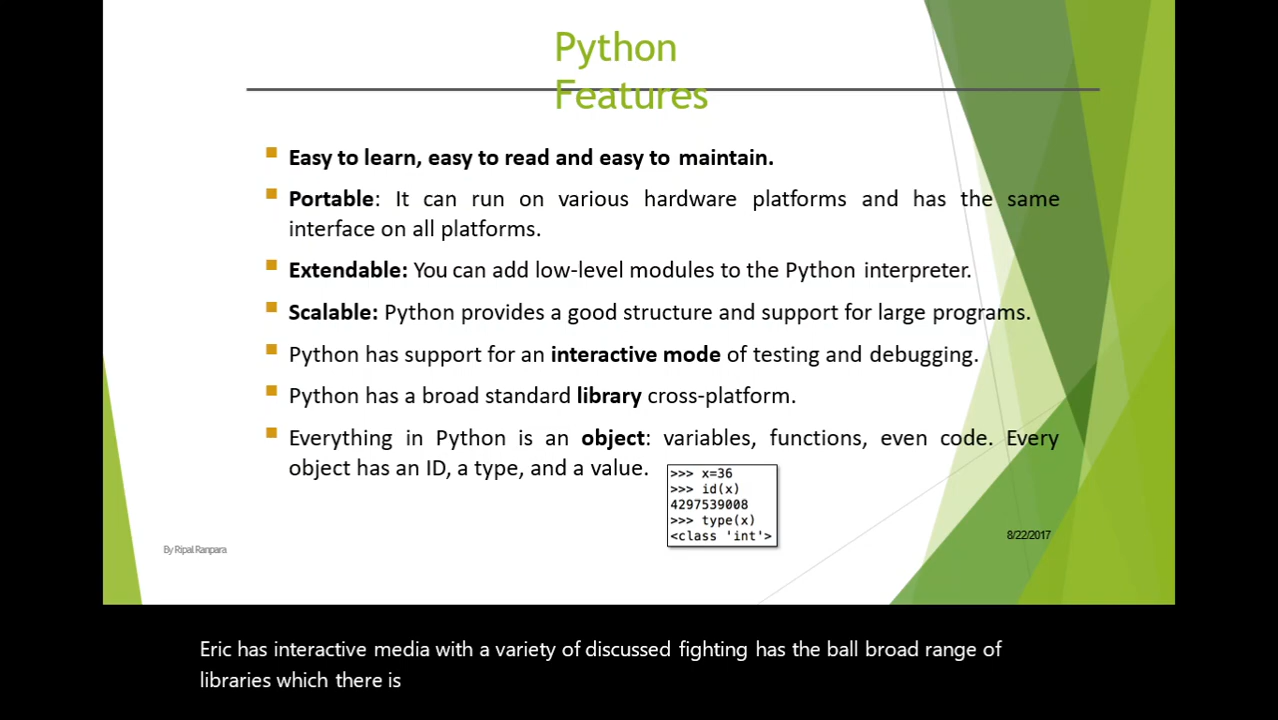 Python
Features
Easy to learn, easy to read and easy to maintain.
Portable: It can run on various hardware platforms and has the same
interface on all platforms.
Extendable: You can add low-level modules to the Python interpreter.
Scalable: Python provides a good structure and support for large programs.
Python has support for an interactive mode of testing and debugging.
Python has a broad standard library cross-platform.
Everything in Python is an object: variables, functions, even code. Every
object has an ID, a type, and a value.
>>> x=36
>>> id(x)
4297539008
>>> type(x)
<class 'int'>
8/22/2017
By Ripal Ranpara
Eric has interactive media with a variety of discussed fighting has the ball broad range of
libraries which there is